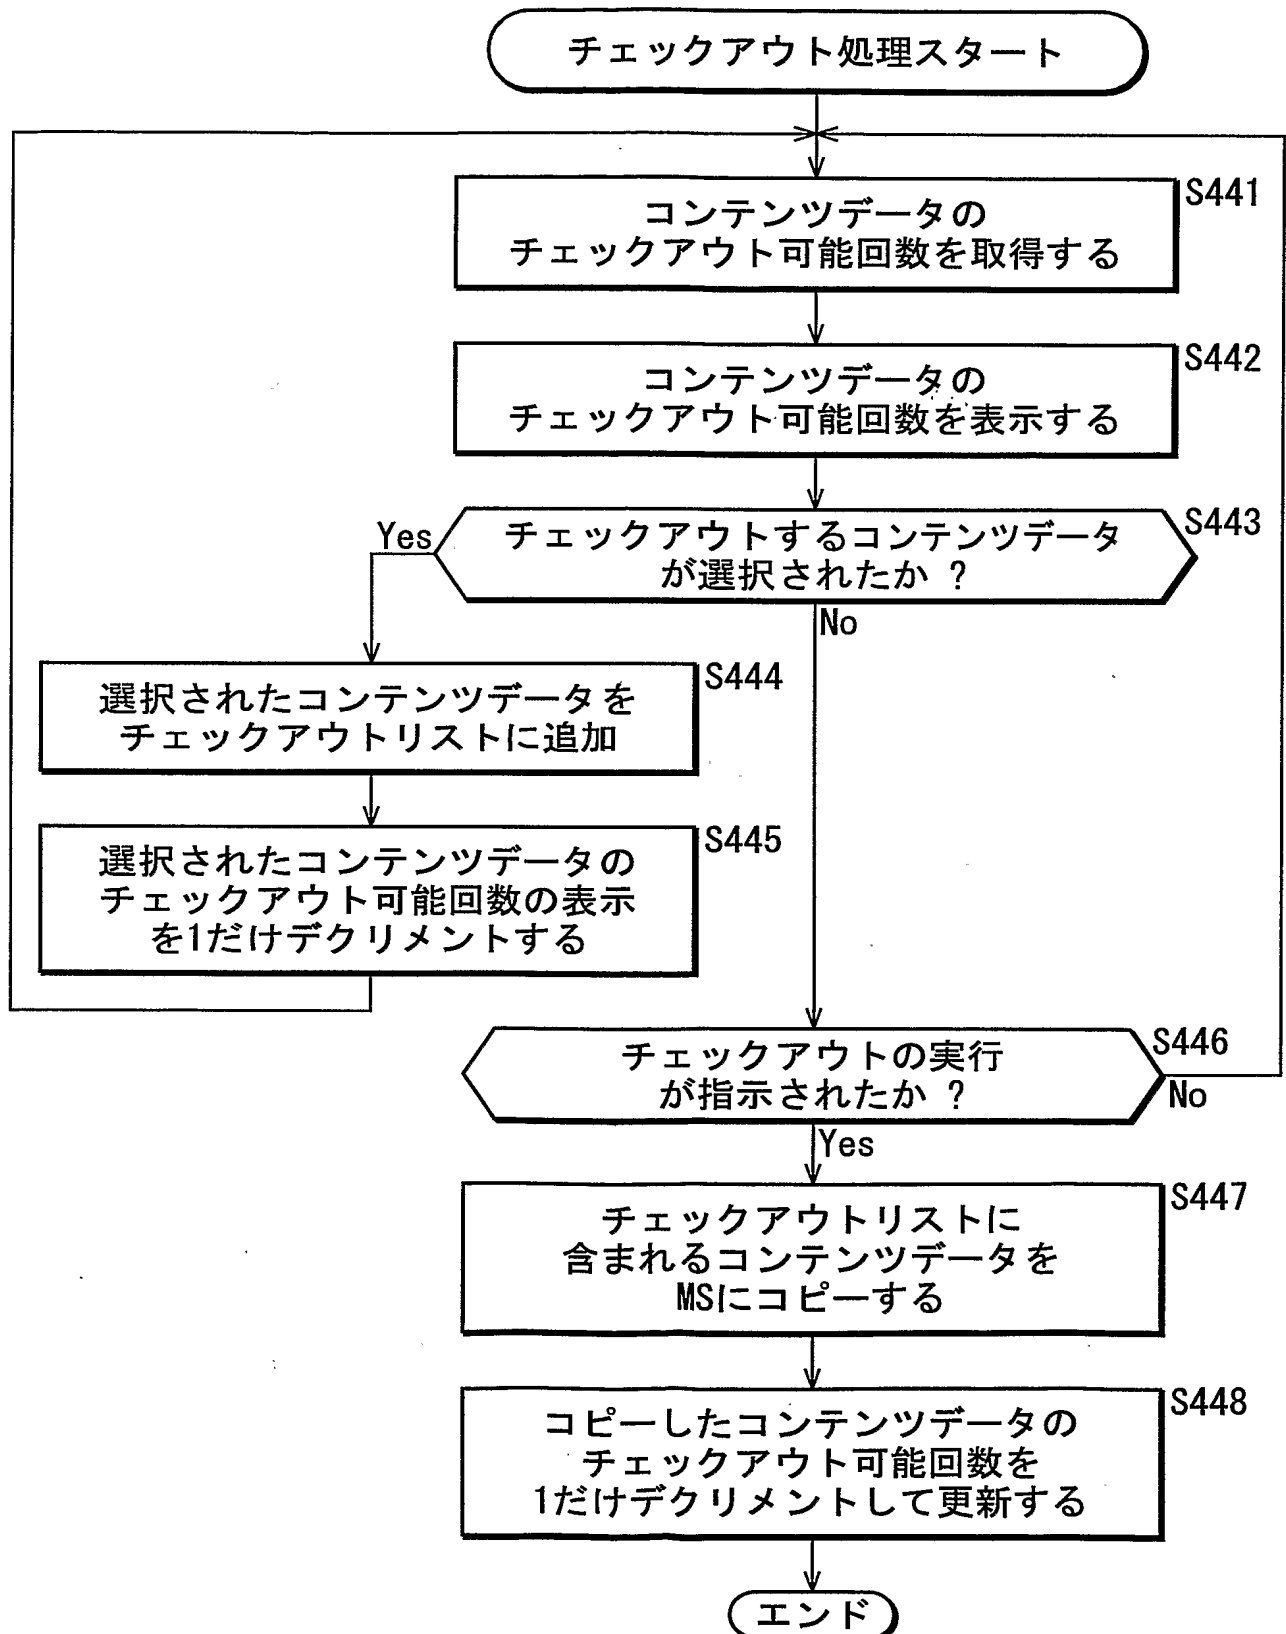 チェックアウト処理スタート
S441
コンテンツデータの
チェックアウト可能回数を取得する
S442
コンテンツデータの
チェックアウト可能回数を表示する
S443
チェックアウトするコンテンツデータ
が選択されたか ?
Yes
No
S444
選択されたコンテンツデータを
チェックアウトリストに追加
S445
選択されたコンテンツデータの
チェックアウト可能回数の表示
を1だけデクリメントする
S446
チェックアウトの実行
が指示されたか ?
No
Yes
S447
チェックアウトリストに
含まれるコンテンツデータを
MSにコピーする
S448
コピーしたコンテンツデータの
チェックアウト可能回数を
1だけデクリメントして更新する
エンド